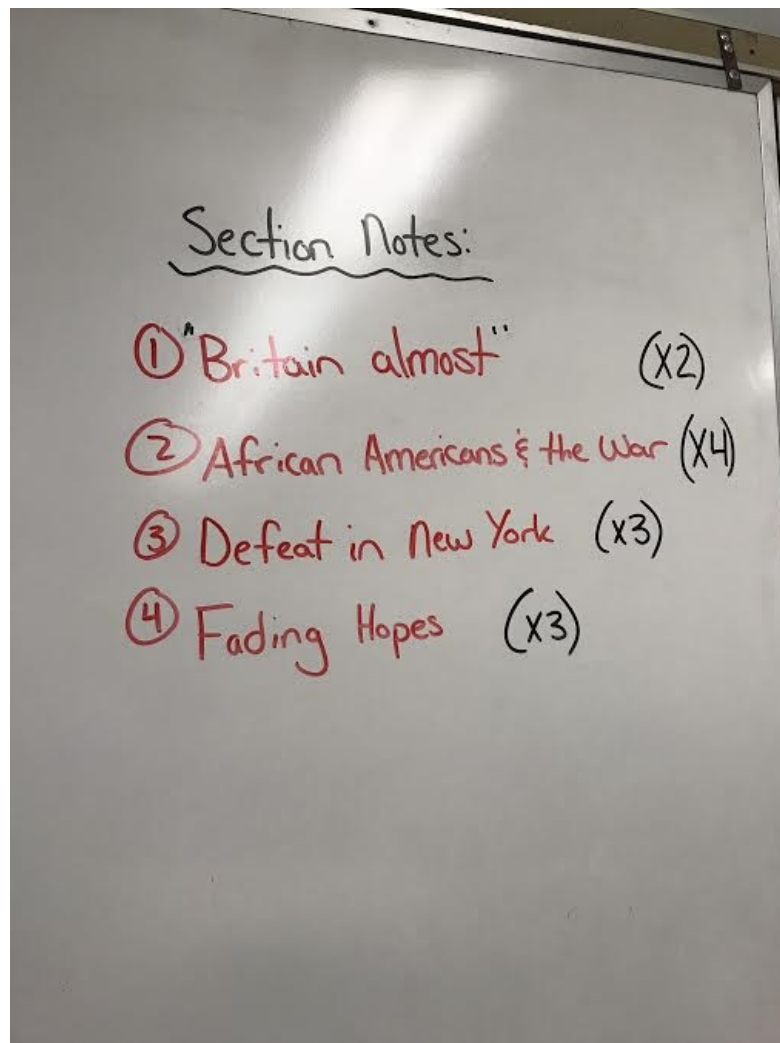 Section Notes:
① "Britain almost" (X2)
② African Americans & the War (X4)
③ Defeat in New York (X3)
④ Fading Hopes (X3)